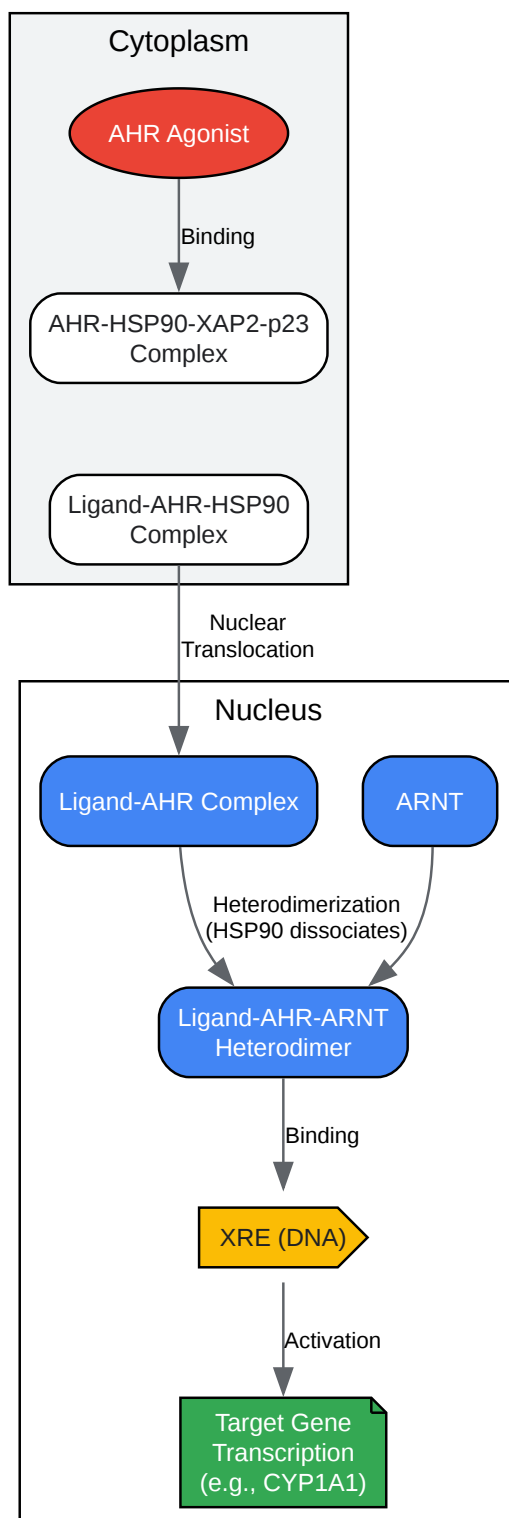 Cytoplasm
AHR Agonist
Binding
AHR-HSP90-XAP2-p23
Complex
Ligand-AHR-HSP90
Complex
Nuclear
Translocation
Nucleus
Ligand-AHR Complex
ARNT
Heterodimerization
(HSP90 dissociates)
Ligand-AHR-ARNT
Heterodimer
Binding
XRE (DNA)
Activation
Target Gene
Transcription
(e.g., CYP1A1)